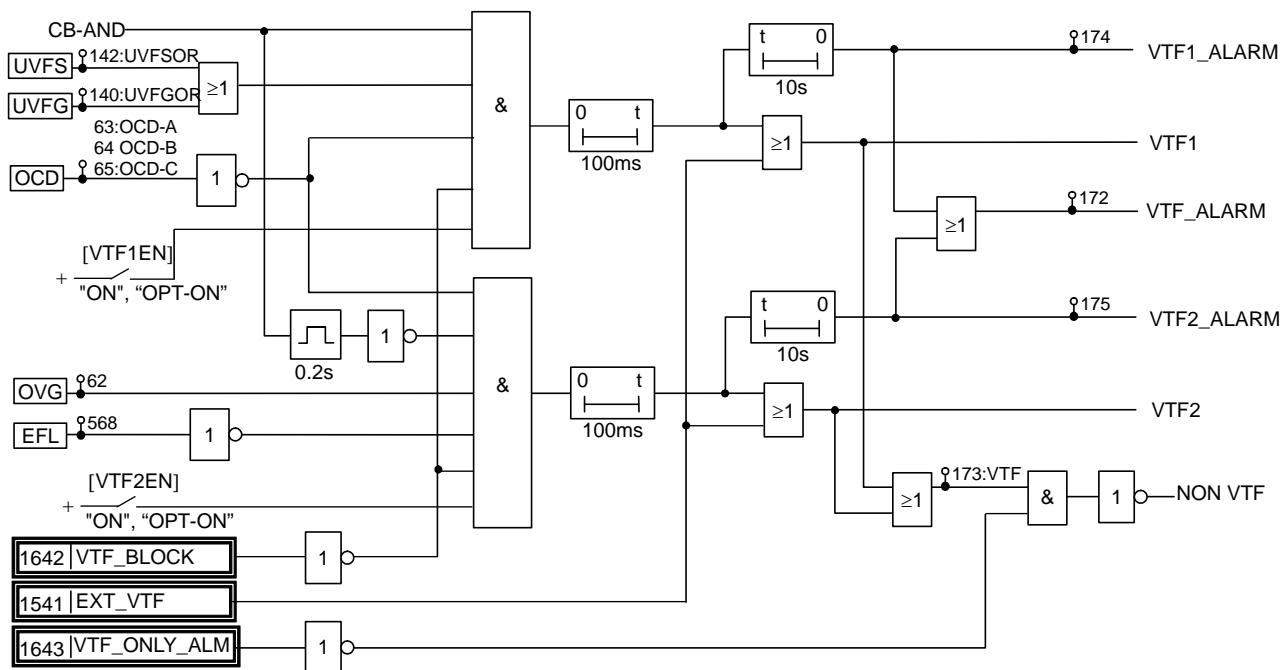 CB-AND
UVFS 142:UVFSOR
≥1
UVFG 140:UVFGOR
63:OCD-A
64 OCD-B
OCD 65:OCD-C
1
[VTF1EN]
+
"ON", “OPT-ON”
&
0 t
100ms
t 0
10s
174
VTF1_ALARM
≥1
VTF1
≥1
172
VTF_ALARM
0.2s
1
OVG 62
EFL 568
1
[VTF2EN]
+
"ON", “OPT-ON”
&
0 t
100ms
t 0
10s
175
VTF2_ALARM
≥1
VTF2
≥1
173:VTF
&
1
NON VTF
1642 VTF_BLOCK
1
1541 EXT_VTF
1643 VTF_ONLY_ALM
1